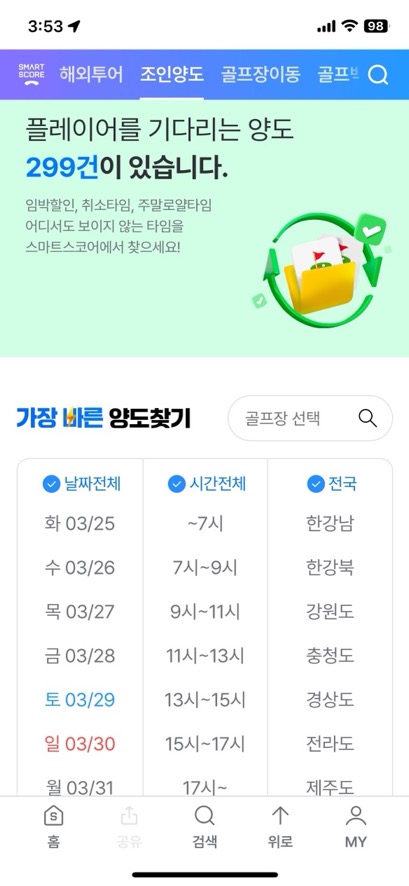 3:53
98
SMART
SCORE
해외투어
조인양도
골프장이동
골프
플레이어를 기다리는 양도
299건이 있습니다.
임박할인, 취소타임, 주말로얄타임
어디서도 보이지 않는 타임을
스마트스코어에서 찾으세요!
가장 빠른 양도찾기
골프장 선택
날짜전체 시간전체 전국
화 03/25 ~7시 한강남
수 03/26 7시~9시 한강북
목 03/27 9시~11시 강원도
금 03/28 11시~13시 충청도
토 03/29 13시~15시 경상도
일 03/30 15시~17시 전라도
월 03/31 17시~ 제주도
S
홈 공유 검색 위로 MY